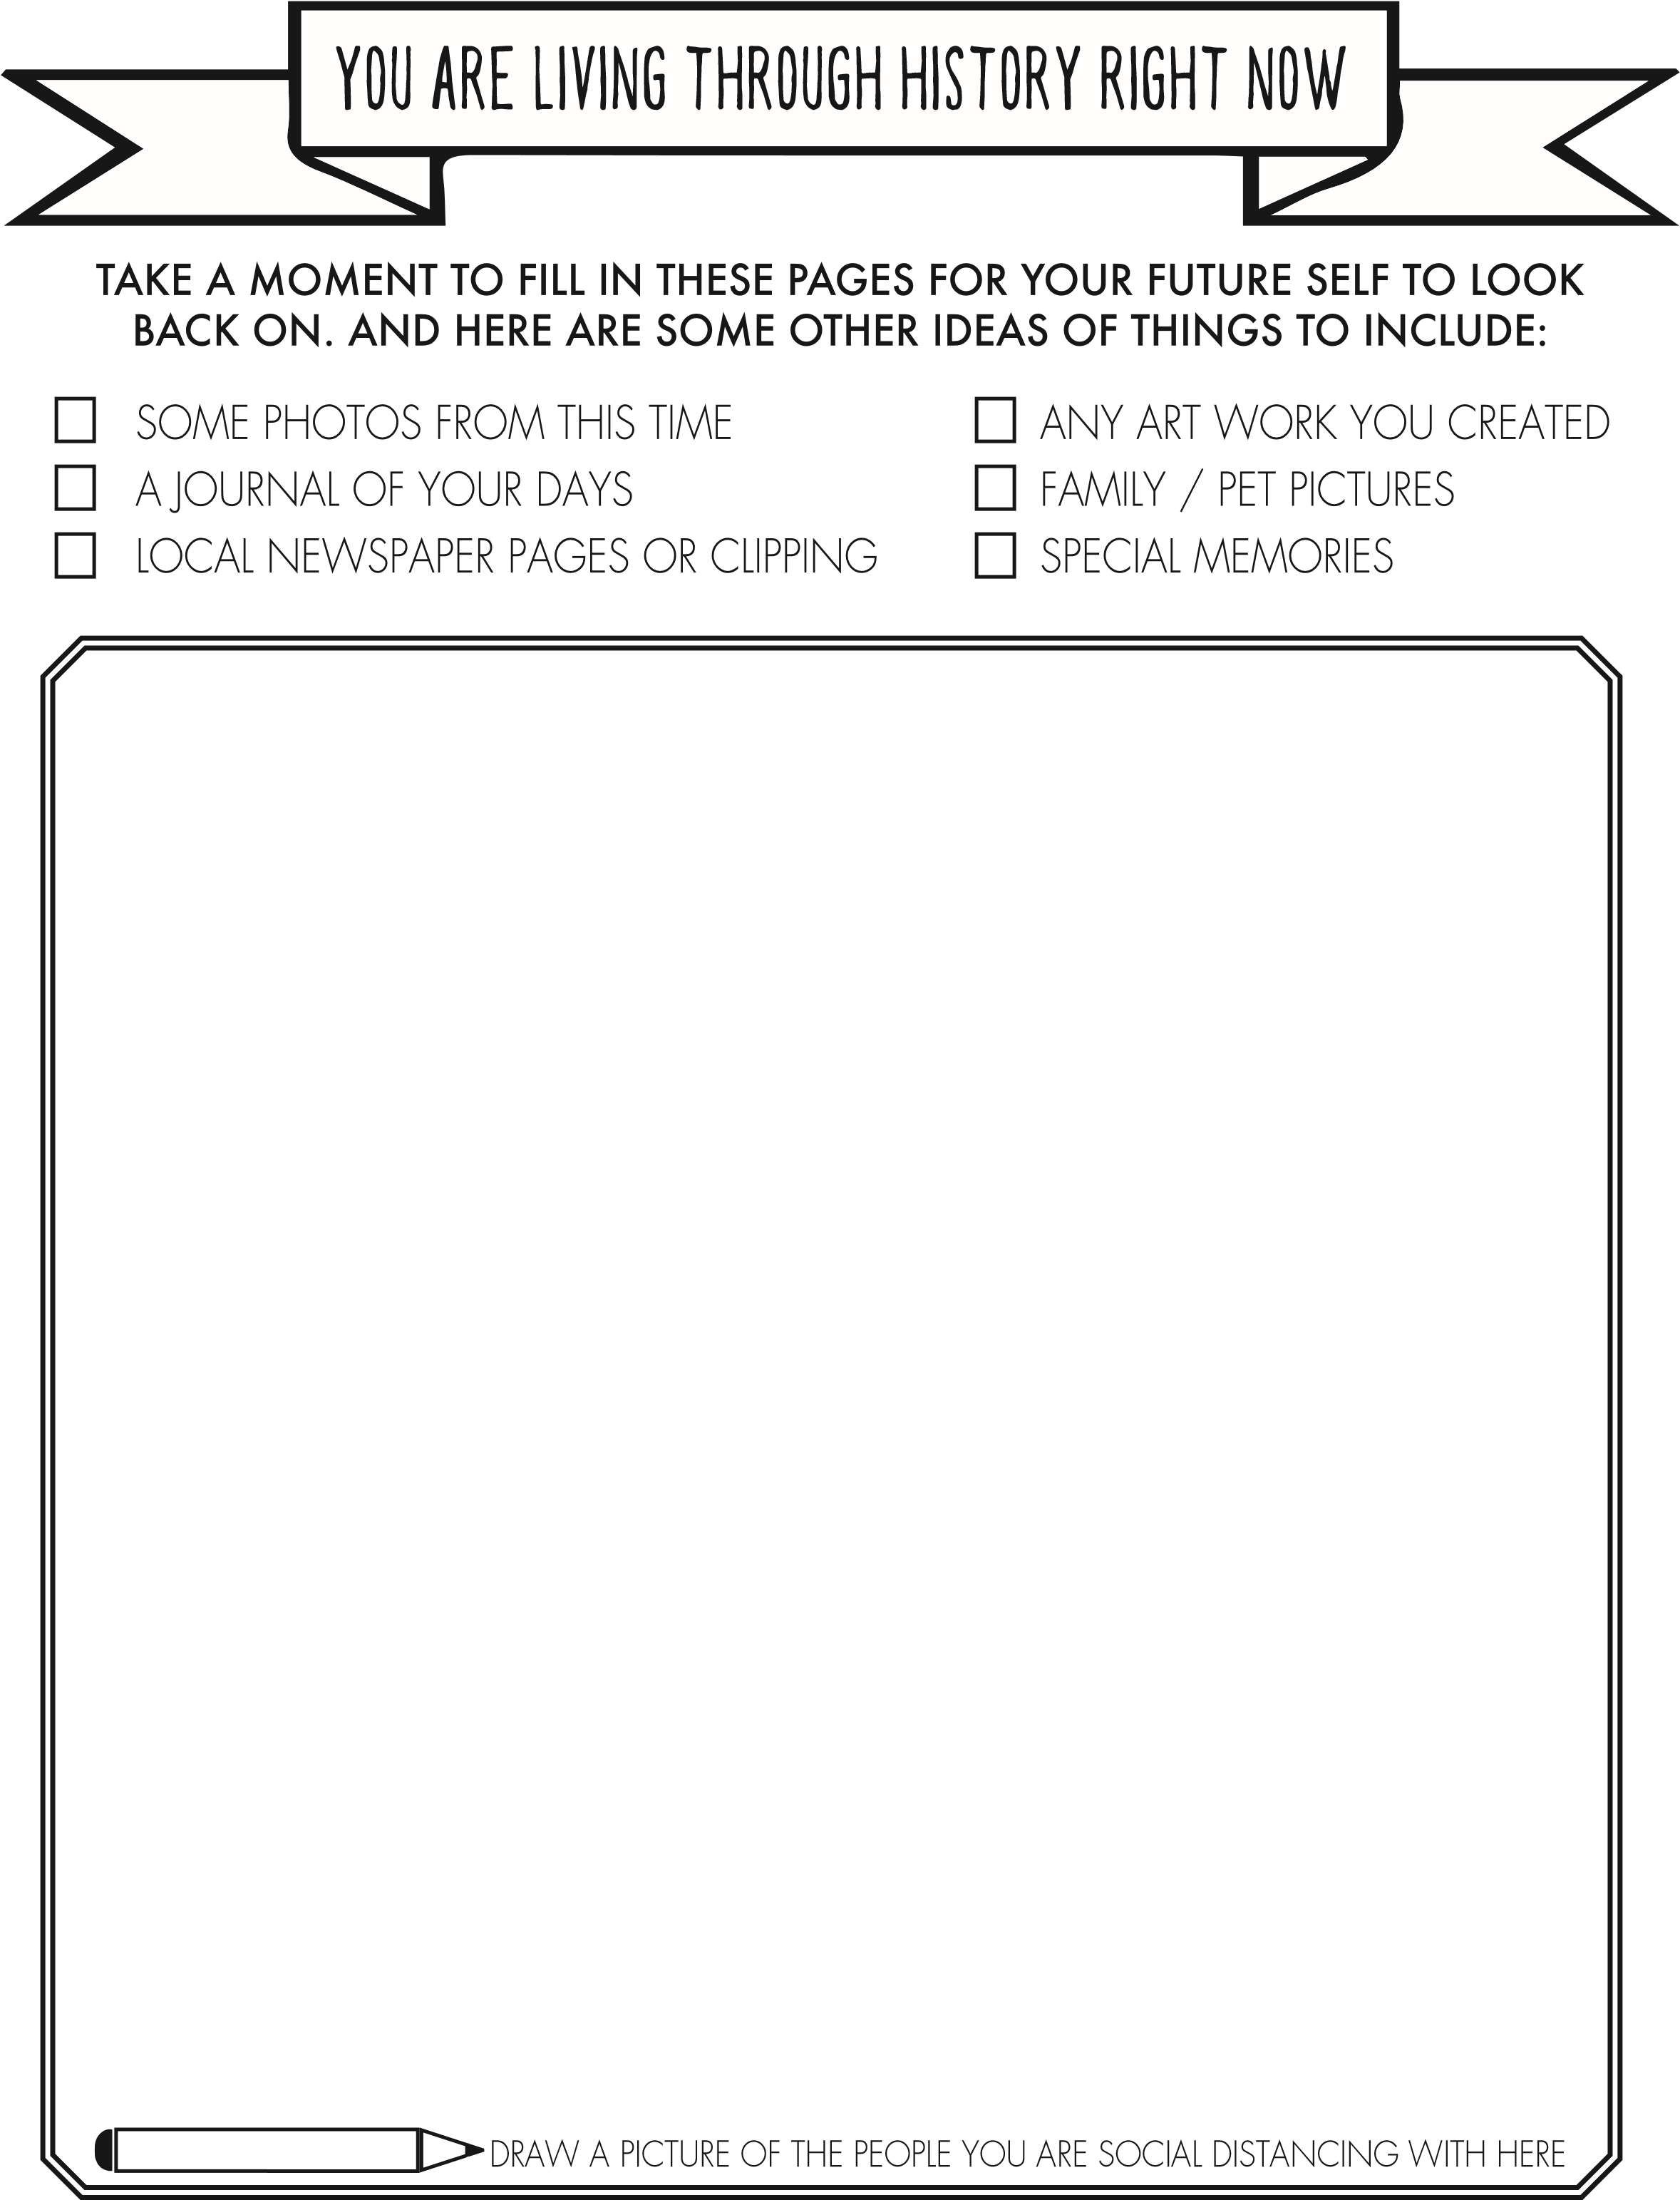 YOU ARE LIVING THROUGH HISTORY RIGHT NOW
TAKE A MOMENT TO FILL IN THESE PAGES FOR YOUR FUTURE SELF TO LOOK
BACK ON. AND HERE ARE SOME OTHER IDEAS OF THINGS TO INCLUDE:
SOME PHOTOS FROM THIS TIME
A JOURNAL OF YOUR DAYS
LOCAL NEWSPAPER PAGES OR CLIPPING
ANY ART WORK YOU CREATED
FAMILY / PET PICTURES
SPECIAL MEMORIES
DRAW A PICTURE OF THE PEOPLE YOU ARE SOCIAL DISTANCING WITH HERE